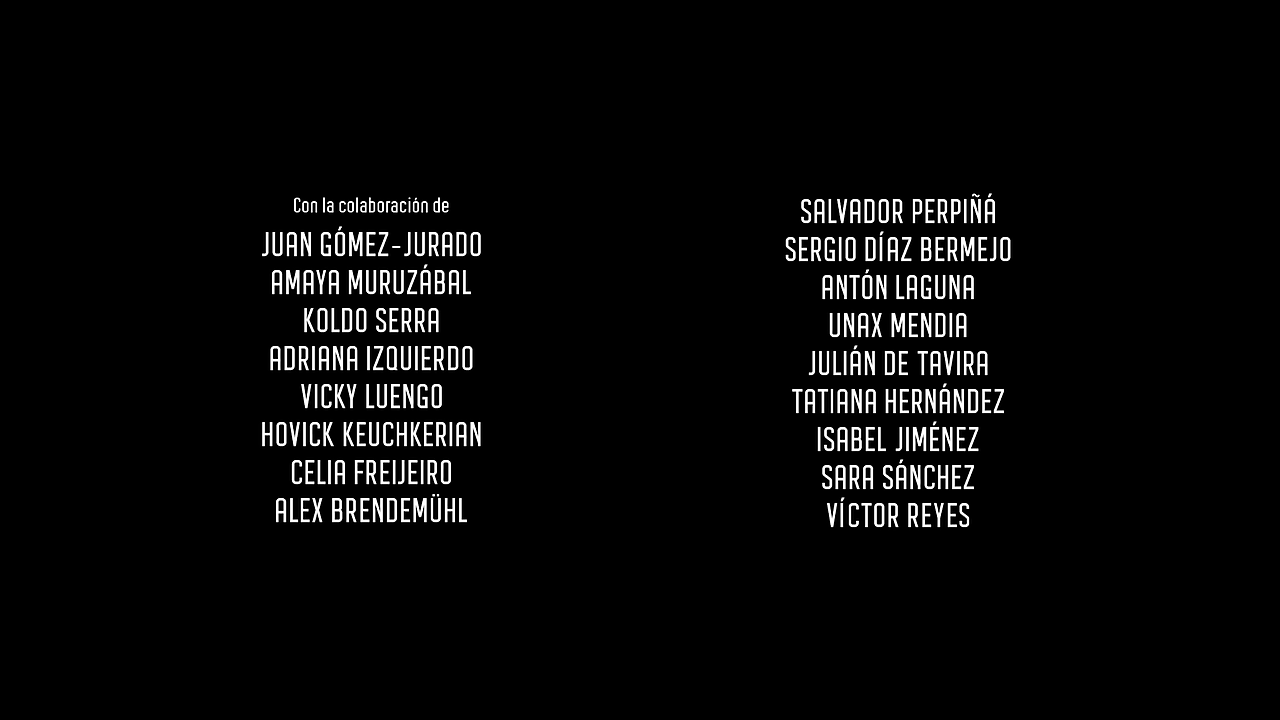 Con la colaboración de
JUAN GÓMEZ-JURADO
AMAYA MURUZÁBAL
KOLDO SERRA
ADRIANA IZQUIERDO
VICKY LUENGO
HOVICK KEUCHKERIAN
CELIA FREIJEIRO
ALEX BRENDEMÜHL
SALVADOR PERPIÑÁ
SERGIO DÍAZ BERMEJO
ANTÓN LAGUNA
UNAX MENDIA
JULIÁN DE TAVIRA
TATIANA HERNÁNDEZ
ISABEL JIMÉNEZ
SARA SÁNCHEZ
VÍCTOR REYES